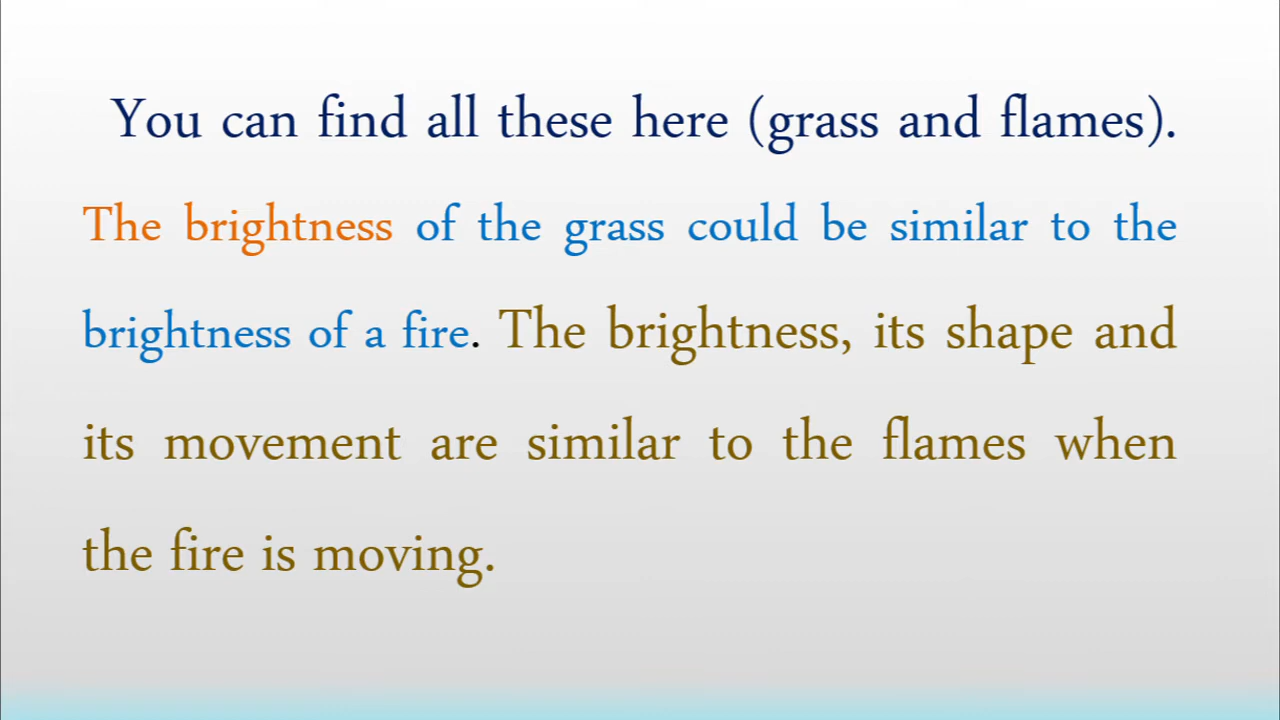 You can find all these here (grass and flames).
The brightness of the grass could be similar to the
brightness of a fire. The brightness, its shape and
its movement are similar to the flames when
the fire is moving.